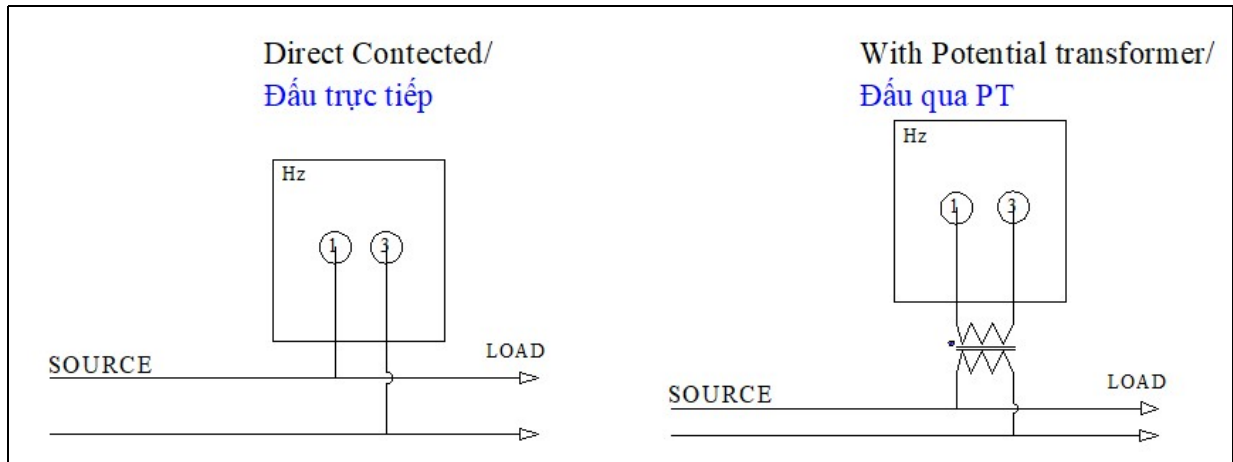 Direct Contected/
Đấu trực tiếp
Hz
1 3
SOURCE
LOAD
With Potential transformer/
Đấu qua PT
Hz
1 3
SOURCE
LOAD